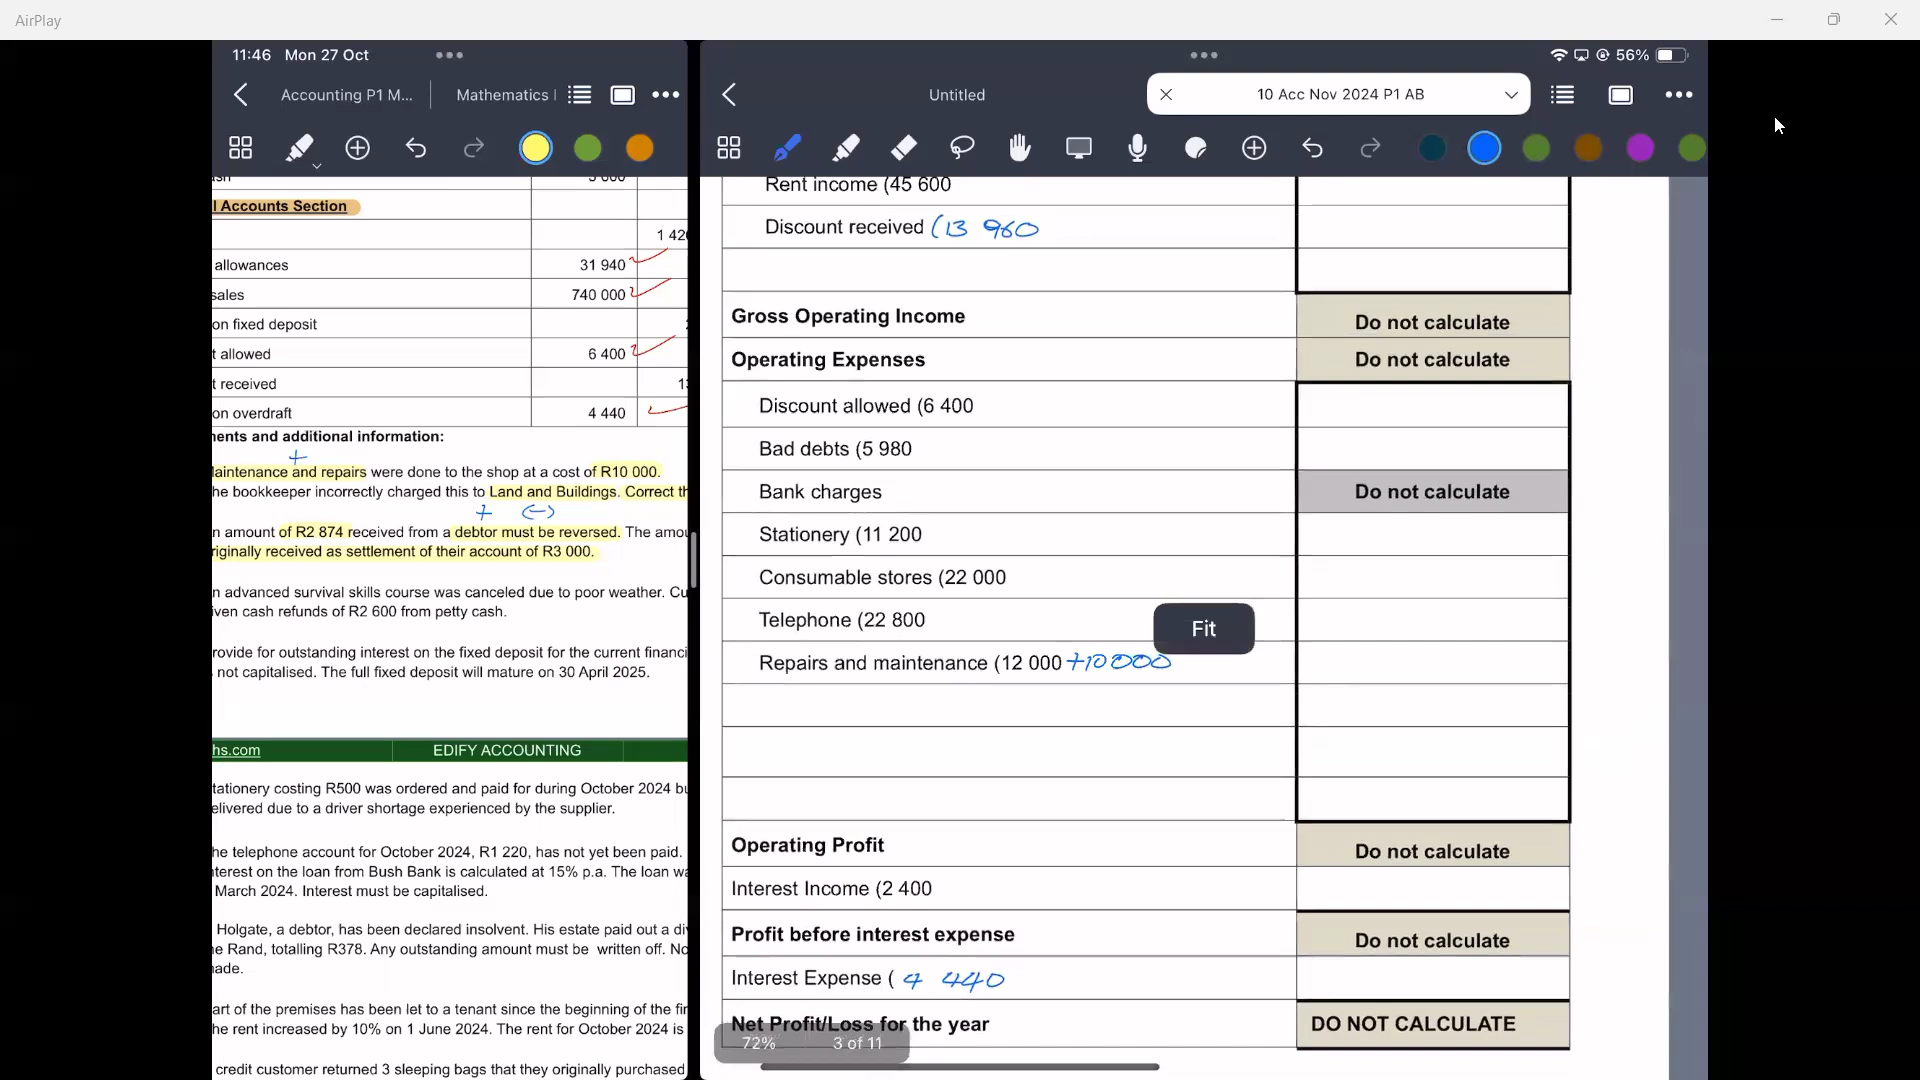 AirPlay
11:46 Mon 27 Oct
56%
Accounting P1 M...
Mathematics I
Untitled
10 Acc Nov 2024 P1 AB
l Accounts Section
1 42
allowances 31 940
sales 740 000
on fixed deposit
t allowed 6 400
t received 1
on overdraft 4 440
nents and additional information:
+
laintenance and repairs were done to the shop at a cost of R10 000.
he bookkeeper incorrectly charged this to Land and Buildings. Correct th
+ (-)
n amount of R2 874 received from a debtor must be reversed. The amou
riginally received as settlement of their account of R3 000.
n advanced survival skills course was canceled due to poor weather. Cu
iven cash refunds of R2 600 from petty cash.
rovide for outstanding interest on the fixed deposit for the current financi
not capitalised. The full fixed deposit will mature on 30 April 2025.
hs.com EDIFY ACCOUNTING
tationery costing R500 was ordered and paid for during October 2024 bu
elivered due to a driver shortage experienced by the supplier.
he telephone account for October 2024, R1 220, has not yet been paid.
nterest on the loan from Bush Bank is calculated at 15% p.a. The loan wa
March 2024. Interest must be capitalised.
Holgate, a debtor, has been declared insolvent. His estate paid out a di
ne Rand, totalling R378. Any outstanding amount must be written off. No
ade.
art of the premises has been let to a tenant since the beginning of the fin
he rent increased by 10% on 1 June 2024. The rent for October 2024 is
credit customer returned 3 sleeping bags that they originally purchased
Rent income (45 600
Discount received (13 960
Gross Operating Income Do not calculate
Operating Expenses Do not calculate
Discount allowed (6 400
Bad debts (5 980
Bank charges Do not calculate
Stationery (11 200
Consumable stores (22 000
Telephone (22 800
Fit
Repairs and maintenance (12 000 +10 000
Operating Profit Do not calculate
Interest Income (2 400
Profit before interest expense Do not calculate
Interest Expense ( 4 440
Net Profit/Loss for the year DO NOT CALCULATE
72% 3 of 11